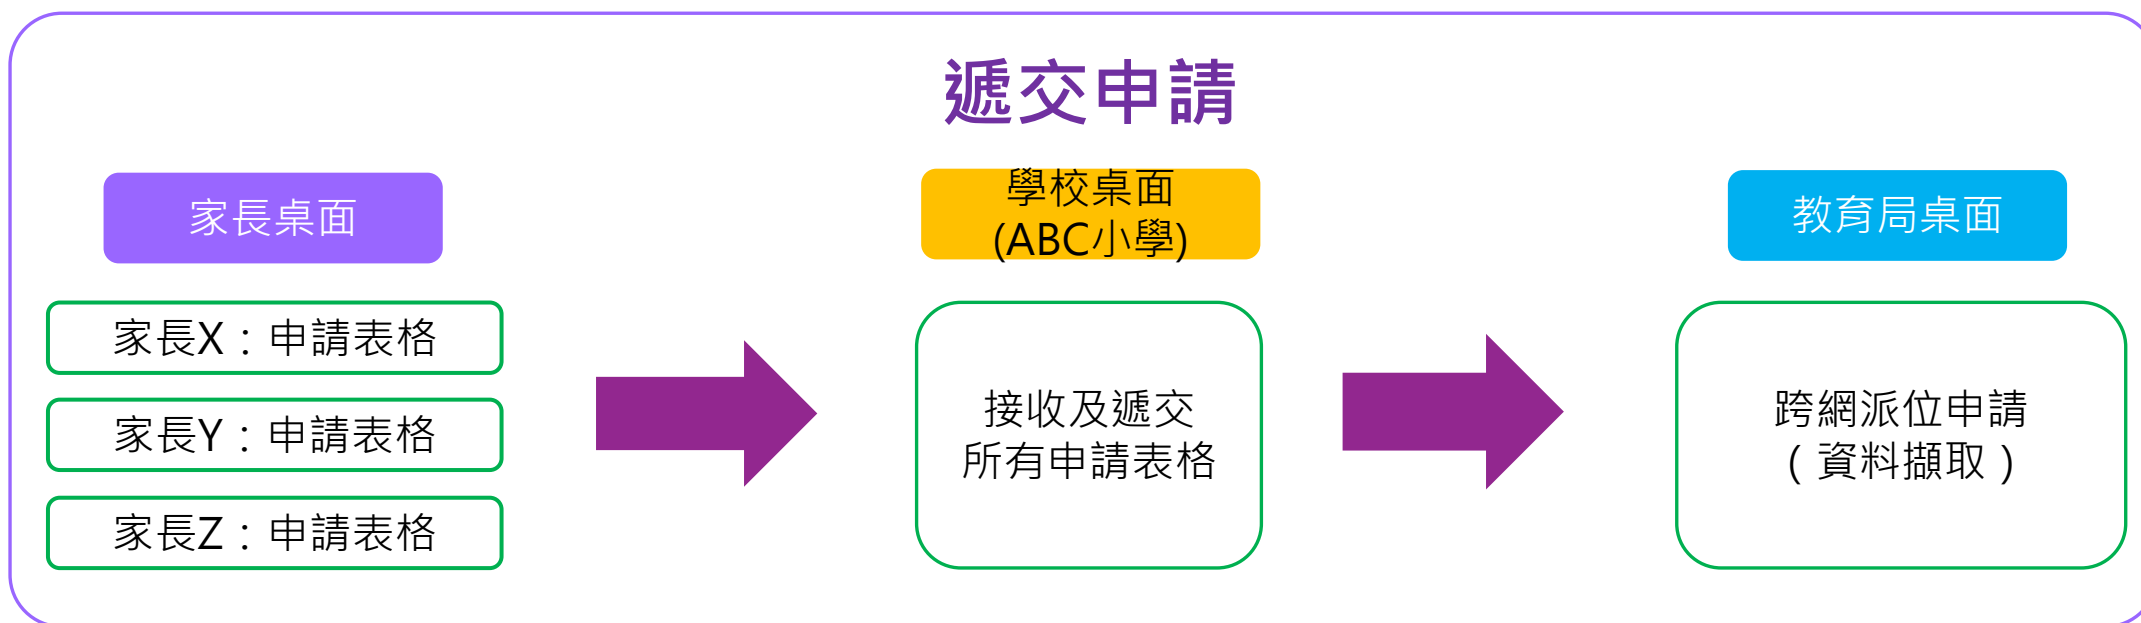 遞交申請
家長桌面
學校桌面
(ABC小學)
教育局桌面
家長X：申請表格
家長Y：申請表格
家長Z：申請表格
接收及遞交
所有申請表格
跨網派位申請
（資料擷取）